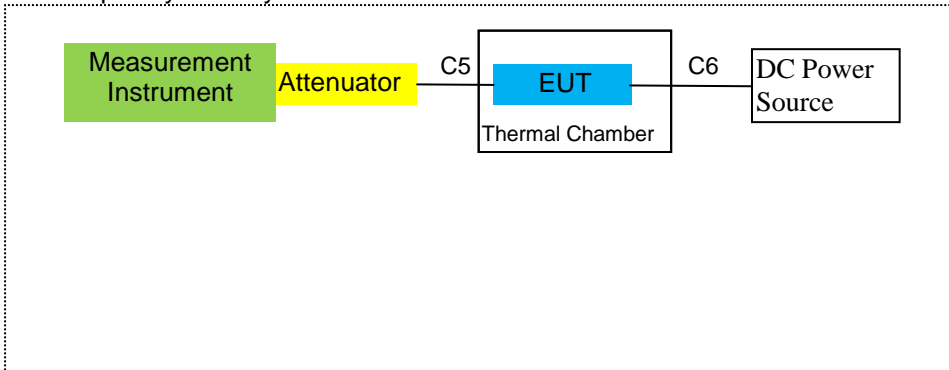 Measurement
Instrument
Attenuator
C5
EUT
Thermal Chamber
C6
DC Power
Source